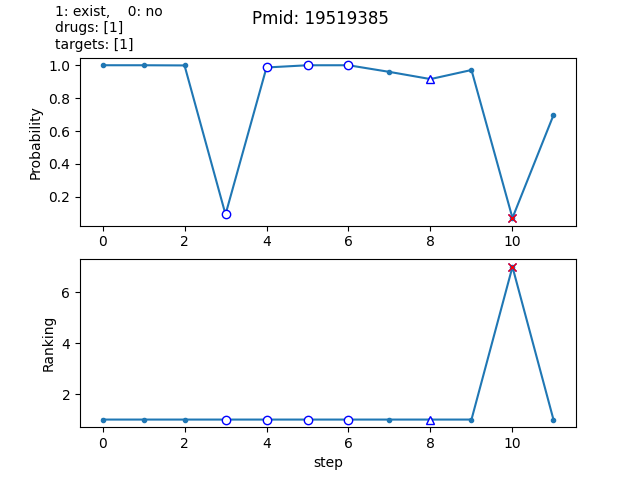 1: exist,    0: no
drugs: [1]
targets: [1]
Pmid: 19519385
Probability
1.0
0.8
0.6
0.4
0.2
0 2 4 6 8 10
Ranking
6
4
2
0 2 4 6 8 10
step